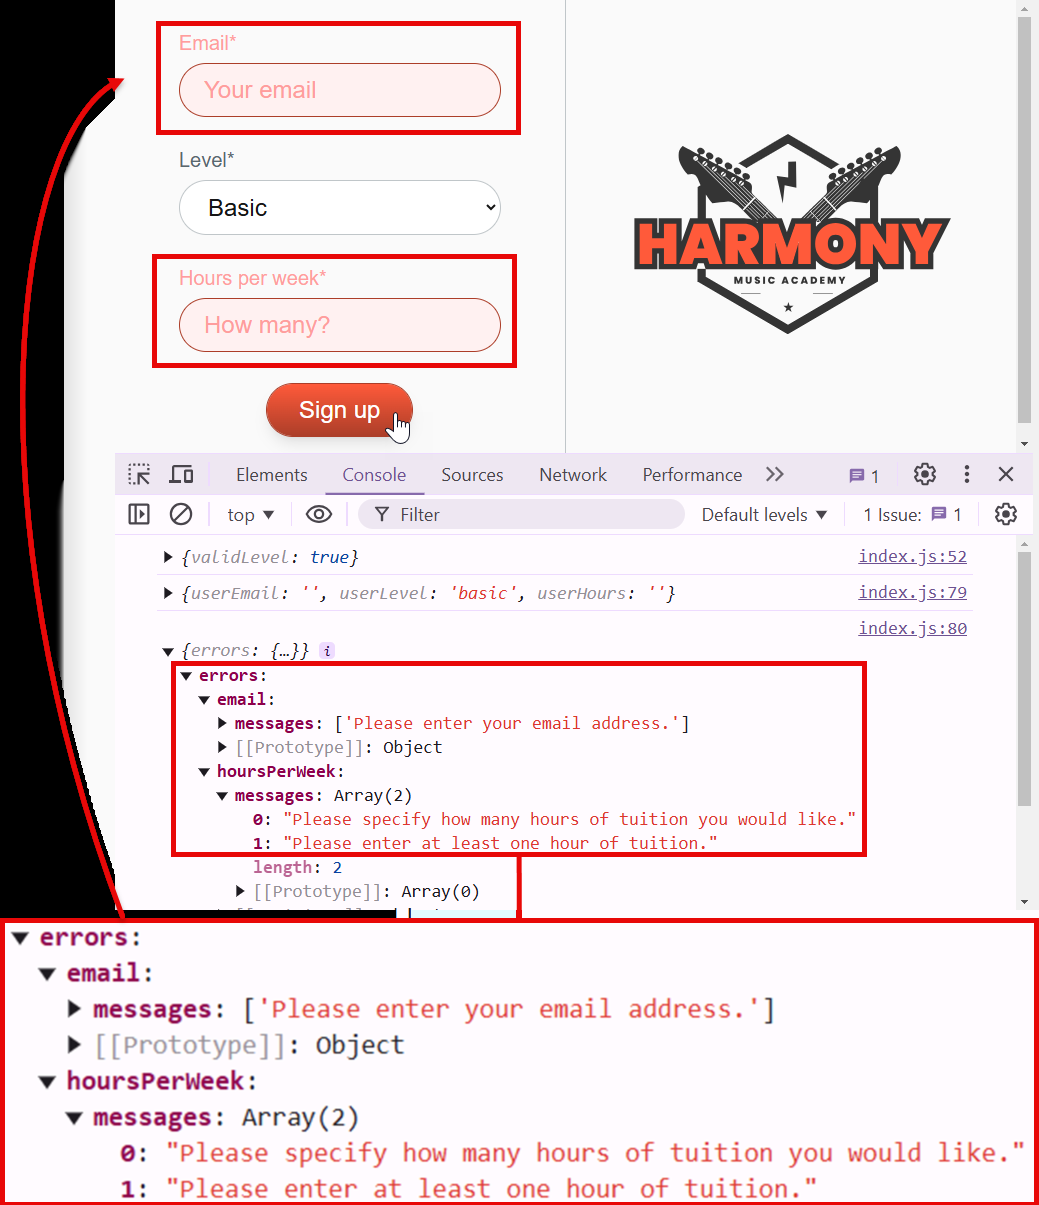 Email*
Your email
Level*
Basic
Hours per week*
How many?
Sign up
HARMONY
MUSIC ACADEMY
Elements Console Sources Network Performance 1
top Filter Default levels 1 Issue: 1
{validLevel: true} index.js:52
{userEmail: '', userLevel: 'basic', userHours: ''} index.js:79
index.js:80
{errors: {…}} i
errors:
email:
messages: ['Please enter your email address.']
[[Prototype]]: Object
hoursPerWeek:
messages: Array(2)
0: "Please specify how many hours of tuition you would like."
1: "Please enter at least one hour of tuition."
length: 2
[[Prototype]]: Array(0)
errors:
email:
messages: ['Please enter your email address.']
[[Prototype]]: Object
hoursPerWeek:
messages: Array(2)
0: "Please specify how many hours of tuition you would like."
1: "Please enter at least one hour of tuition."